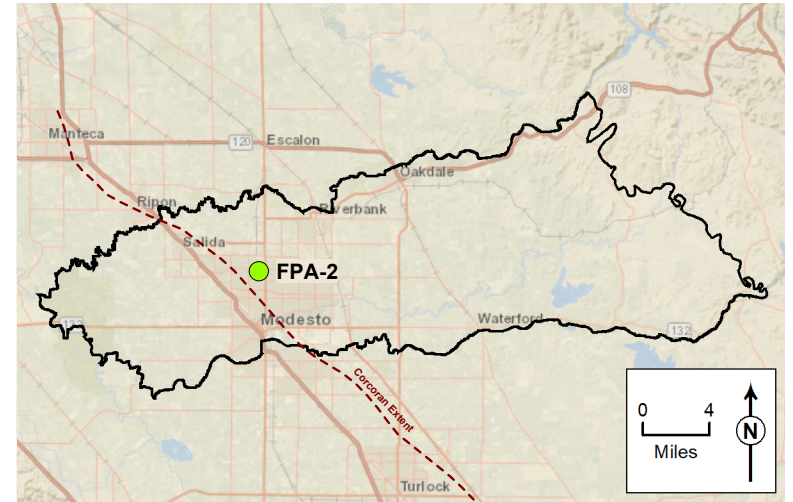 108
Manteca
120
Escalon
Oakdale
Ripon
Riverbank
Salida
FPA-2
Modesto
Waterford
132
132
Corcoran Extent
0 4
Miles
N
Turlock